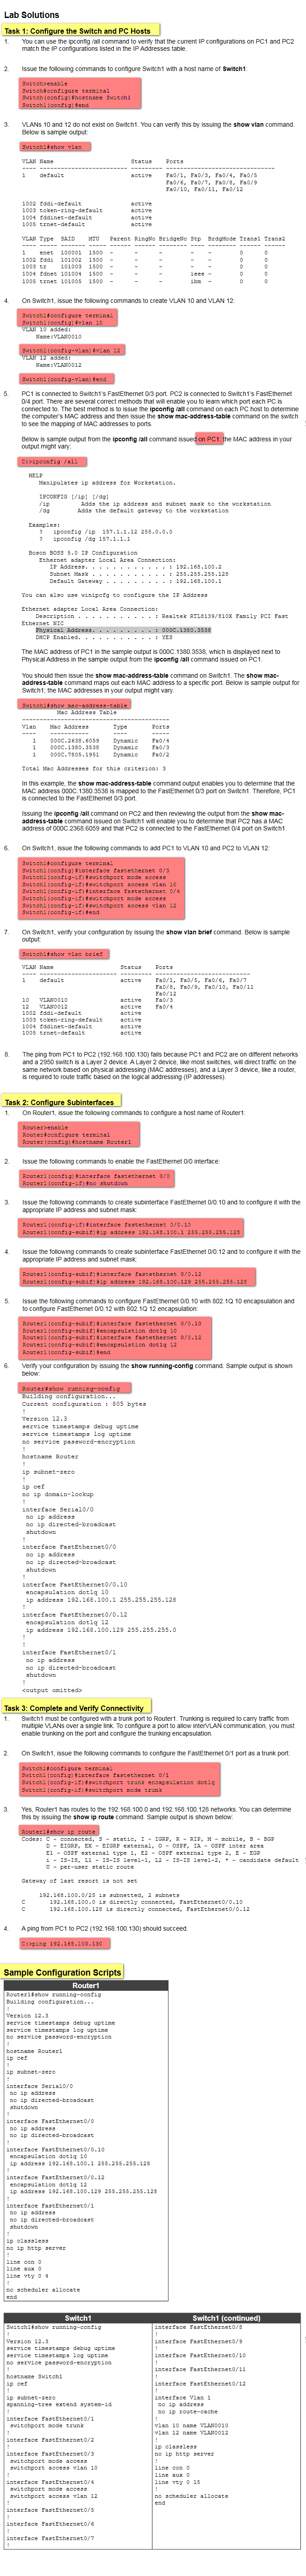 Lab Solutions
Task 1: Configure the Switch and PC Hosts
1. You can use the ipconfig /all command to verify that the current IP configurations on PC1 and PC2
match the IP configurations listed in the IP Addresses table.
2. Issue the following commands to configure Switch1 with a host name of Switch1:
Switch>enable
Switch#configure terminal
Switch(config)#hostname Switch1
Switch1(config)#end
3. VLANs 10 and 12 do not exist on Switch1. You can verify this by issuing the show vlan command.
Below is sample output:
Switch1#show vlan
VLAN Name Status Ports
---- -------------------------------- --------- -------------------------------
1 default active Fa0/1, Fa0/3, Fa0/4, Fa0/5
Fa0/6, Fa0/7, Fa0/8, Fa0/9
Fa0/10, Fa0/11, Fa0/12
1002 fddi-default active
1003 token-ring-default active
1004 fddinet-default active
1005 trnet-default active
VLAN Type SAID MTU Parent RingNo BridgeNo Stp BrdgMode Trans1 Trans2
---- ----- ---------- ----- ------ ------ -------- ---- -------- ------ ------
1 enet 100001 1500 - - - - - 0 0
1002 fddi 101002 1500 - - - - - 0 0
1003 tr 101003 1500 - - - - - 0 0
1004 fdnet 101004 1500 - - - ieee - 0 0
1005 trnet 101005 1500 - - - ibm - 0 0
4. On Switch1, issue the following commands to create VLAN 10 and VLAN 12:
Switch1#configure terminal
Switch1(config)#vlan 10
VLAN 10 added:
Name:VLAN0010
Switch1(config-vlan)#vlan 12
VLAN 12 added:
Name:VLAN0012
Switch1(config-vlan)#end
5. PC1 is connected to Switch1's FastEthernet 0/3 port. PC2 is connected to Switch1's FastEthernet
0/4 port. There are several correct methods that will enable you to learn which port each PC is
connected to. The best method is to issue the ipconfig /all command on each PC host to determine
the computer's MAC address and then issue the show mac-address-table command on the switch
to see the mapping of MAC addresses to ports.
Below is sample output from the ipconfig /all command issued on PC1; the MAC address in your
output might vary:
C:>ipconfig /all
HELP
Manipulates ip address for Workstation.
IPCONFIG [/ip] [/dg]
/ip Adds the ip address and subnet mask to the workstation
/dg Adds the default gateway to the workstation
Examples:
? ipconfig /ip 157.1.1.12 255.0.0.0
? ipconfig /dg 157.1.1.1
Boson BOSS 5.0 IP Configuration
Ethernet adapter Local Area Connection:
IP Address. . . . . . . . . . . . : 192.168.100.2
Subnet Mask . . . . . . . . . . . : 255.255.255.128
Default Gateway . . . . . . . . . : 192.168.100.1
You can also use winipcfg to configure the IP Address
Ethernet adapter Local Area Connection:
Description . . . . . . . . . . . : Realtek RTL8139/810X Family PCI Fast
Ethernet NIC
Physical Address. . . . . . . . . : 000C.1380.3538
DHCP Enabled. . . . . . . . . . . : YES
The MAC address of PC1 in the sample output is 000C.1380.3538, which is displayed next to
Physical Address in the sample output from the ipconfig /all command issued on PC1.
You should then issue the show mac-address-table command on Switch1. The show mac-
address-table command maps out each MAC address to a specific port. Below is sample output for
Switch1; the MAC addresses in your output might vary.
Switch1#show mac-address-table
Mac Address Table
Vlan Mac Address Type Ports
1 000C.2638.6059 Dynamic Fa0/4
1 000C.1380.3538 Dynamic Fa0/3
1 000C.7805.1951 Dynamic Fa0/2
Total Mac Addresses for this criterion: 3
In this example, the show mac-address-table command output enables you to determine that the
MAC address 000C.1380.3538 is mapped to the FastEthernet 0/3 port on Switch1. Therefore, PC1
is connected to the FastEthernet 0/3 port.
Issuing the ipconfig /all command on PC2 and then reviewing the output from the show mac-
address-table command issued on Switch1 will enable you to determine that PC2 has a MAC
address of 000C.2368.6059 and that PC2 is connected to the FastEthernet 0/4 port on Switch1.
6. On Switch1, issue the following commands to add PC1 to VLAN 10 and PC2 to VLAN 12:
Switch1#configure terminal
Switch1(config)#interface fastethernet 0/3
Switch1(config-if)#switchport mode access
Switch1(config-if)#switchport access vlan 10
Switch1(config-if)#interface fastethernet 0/4
Switch1(config-if)#switchport mode access
Switch1(config-if)#switchport access vlan 12
Switch1(config-if)#end
7. On Switch1, verify your configuration by issuing the show vlan brief command. Below is sample
output:
Switch1#show vlan brief
VLAN Name Status Ports
---- -------------------------------- --------- -------------------------------
1 default active Fa0/1, Fa0/5, Fa0/6, Fa0/7
Fa0/8, Fa0/9, Fa0/10, Fa0/11
Fa0/12
10 VLAN0010 active Fa0/3
12 VLAN0012 active Fa0/4
1002 fddi-default active
1003 token-ring-default active
1004 fddinet-default active
1005 trnet-default active
8. The ping from PC1 to PC2 (192.168.100.130) fails because PC1 and PC2 are on different networks
and a 2950 switch is a Layer 2 device. A Layer 2 device, like most switches, will direct traffic on the
same network based on physical addressing (MAC addresses), and a Layer 3 device, like a router,
is required to route traffic based on the logical addressing (IP addresses).
Task 2: Configure Subinterfaces
1. On Router1, issue the following commands to configure a host name of Router1:
Router>enable
Router#configure terminal
Router(config)#hostname Router1
2. Issue the following commands to enable the FastEthernet 0/0 interface:
Router1(config)#interface fastethernet 0/0
Router1(config-if)#no shutdown
3. Issue the following commands to create subinterface FastEthernet 0/0.10 and to configure it with the
appropriate IP address and subnet mask:
Router1(config-if)#interface fastethernet 0/0.10
Router1(config-subif)#ip address 192.168.100.1 255.255.255.128
4. Issue the following commands to create subinterface FastEthernet 0/0.12 and to configure it with the
appropriate IP address and subnet mask:
Router1(config-subif)#interface fastethernet 0/0.12
Router1(config-subif)#ip address 192.168.100.129 255.255.255.128
5. Issue the following commands to configure FastEthernet 0/0.10 with 802.1Q 10 encapsulation and
to configure FastEthernet 0/0.12 with 802.1Q 12 encapsulation:
Router1(config-subif)#interface fastethernet 0/0.10
Router1(config-subif)#encapsulation dot1q 10
Router1(config-subif)#interface fastethernet 0/0.12
Router1(config-subif)#encapsulation dot1q 12
Router1(config-subif)#end
6. Verify your configuration by issuing the show running-config command. Sample output is shown
below:
Router1#show running-config
Building configuration...
Current configuration : 805 bytes
!
Version 12.3
service timestamps debug uptime
service timestamps log uptime
no service password-encryption
!
hostname Router
!
ip subnet-zero
!
ip cef
no ip domain-lookup
!
interface Serial0/0
no ip address
no ip directed-broadcast
shutdown
!
interface FastEthernet0/0
no ip address
no ip directed-broadcast
shutdown
!
interface FastEthernet0/0.10
encapsulation dot1q 10
ip address 192.168.100.1 255.255.255.128
!
interface FastEthernet0/0.12
encapsulation dot1q 12
ip address 192.168.100.129 255.255.255.0
!
!
interface FastEthernet0/1
no ip address
no ip directed-broadcast
shutdown
!
<output omitted>
Task 3: Complete and Verify Connectivity
1. Switch1 must be configured with a trunk port to Router1. Trunking is required to carry traffic from
multiple VLANs over a single link. To configure a port to allow interVLAN communication, you must
enable trunking on the port and configure the trunking encapsulation.
2. On Switch1, issue the following commands to configure the FastEthernet 0/1 port as a trunk port:
Switch1#configure terminal
Switch1(config)#interface fastethernet 0/1
Switch1(config-if)#switchport trunk encapsulation dot1q
Switch1(config-if)#switchport mode trunk
3. Yes, Router1 has routes to the 192.168.100.0 and 192.168.100.128 networks. You can determine
this by issuing the show ip route command. Sample output is shown below:
Router1#show ip route
Codes: C - connected, S - static, I - IGRP, R - RIP, M - mobile, B - BGP
D - EIGRP, EX - EIGRP external, O - OSPF, IA - OSPF inter area
E1 - OSPF external type 1, E2 - OSPF external type 2, E - EGP
i - IS-IS, L1 - IS-IS level-1, L2 - IS-IS level-2, * - candidate default
U - per-user static route
Gateway of last resort is not set
192.168.100.0/25 is subnetted, 2 subnets
C 192.168.100.0 is directly connected, FastEthernet0/0.10
C 192.168.100.128 is directly connected, FastEthernet0/0.12
4. A ping from PC1 to PC2 (192.168.100.130) should succeed.
C:>ping 192.168.100.130
Sample Configuration Scripts
Router1
Router1#show running-config
Building configuration...
!
Version 12.3
service timestamps debug uptime
service timestamps log uptime
no service password-encryption
!
hostname Router1
ip cef
!
ip subnet-zero
!
interface Serial0/0
no ip address
no ip directed-broadcast
shutdown
!
interface FastEthernet0/0
no ip address
no ip directed-broadcast
!
interface FastEthernet0/0.10
encapsulation dot1q 10
ip address 192.168.100.1 255.255.255.128
!
interface FastEthernet0/0.12
encapsulation dot1q 12
ip address 192.168.100.129 255.255.255.128
!
interface FastEthernet0/1
no ip address
no ip directed-broadcast
shutdown
!
ip classless
no ip http server
!
line con 0
line aux 0
line vty 0 4
!
no scheduler allocate
end
Switch1
Switch1#show running-config
!
Version 12.3
service timestamps debug uptime
service timestamps log uptime
no service password-encryption
!
hostname Switch1
ip cef
!
ip subnet-zero
spanning-tree extend system-id
!
interface FastEthernet0/1
switchport mode trunk
!
interface FastEthernet0/2
!
interface FastEthernet0/3
switchport mode access
switchport access vlan 10
!
interface FastEthernet0/4
switchport mode access
switchport access vlan 12
!
interface FastEthernet0/5
!
interface FastEthernet0/6
!
interface FastEthernet0/7
!
Switch1 (continued)
interface FastEthernet0/8
!
interface FastEthernet0/9
!
interface FastEthernet0/10
!
interface FastEthernet0/11
!
interface FastEthernet0/12
!
interface Vlan 1
no ip address
no ip route-cache
!
vlan 10 name VLAN0010
vlan 12 name VLAN0012
!
ip classless
no ip http server
!
line con 0
line aux 0
line vty 0 15
!
no scheduler allocate
end